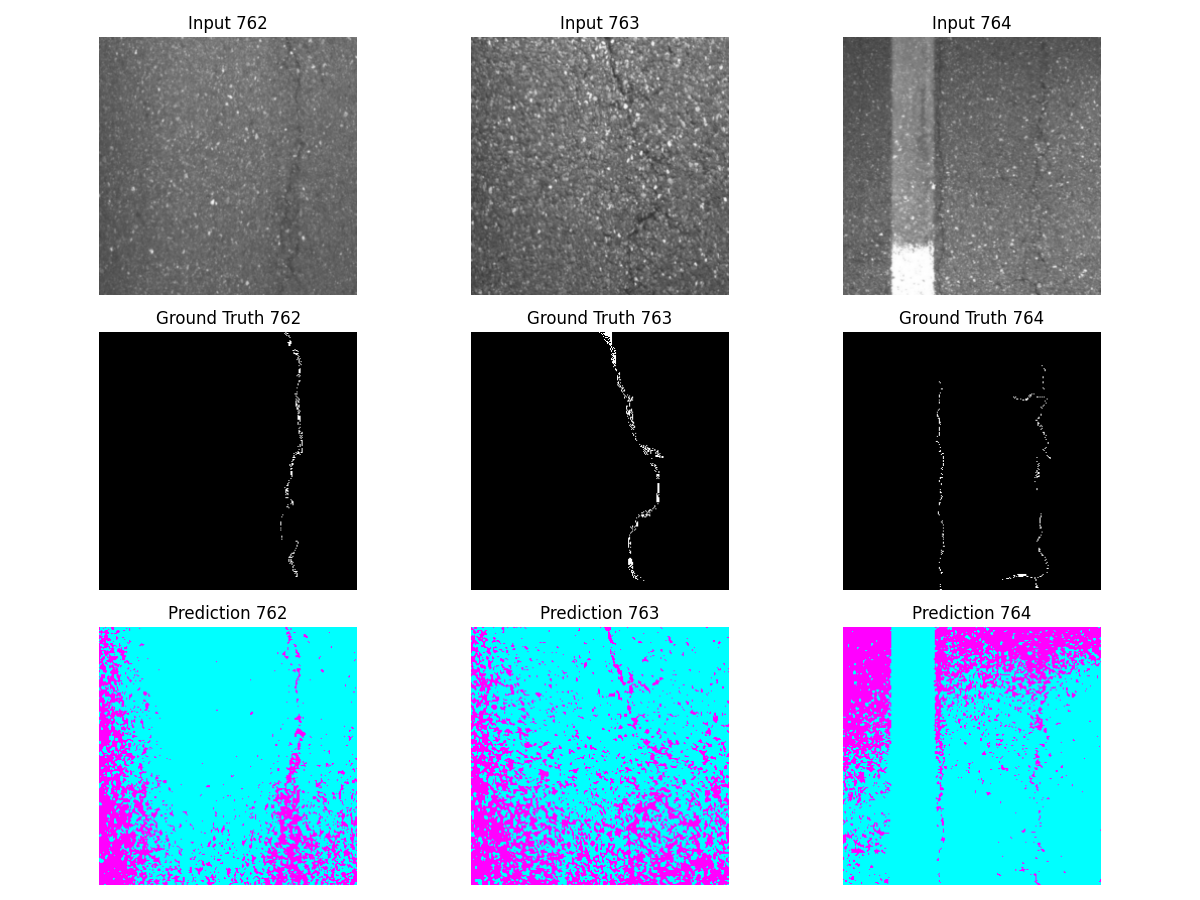 Input 762
Input 763
Input 764
Ground Truth 762
Ground Truth 763
Ground Truth 764
Prediction 762
Prediction 763
Prediction 764